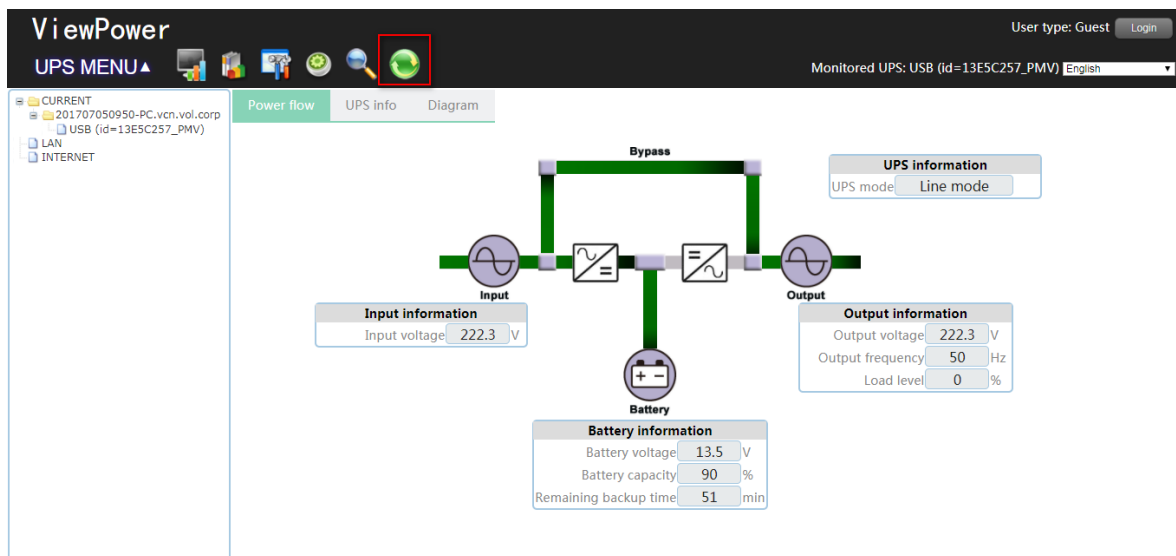 ViewPower
User type: Guest Login
UPS MENU▲
Monitored UPS: USB (id=13E5C257_PMV) English
CURRENT
201707050950-PC.vcn.vol.corp
USB (id=13E5C257_PMV)
LAN
INTERNET
Power flow UPS info Diagram
Bypass
UPS information
UPS mode Line mode
Input
Output
Input information
Input voltage 222.3 V
Output information
Output voltage 222.3 V
Output frequency 50 Hz
Load level 0 %
Battery
Battery information
Battery voltage 13.5 V
Battery capacity 90 %
Remaining backup time 51 min